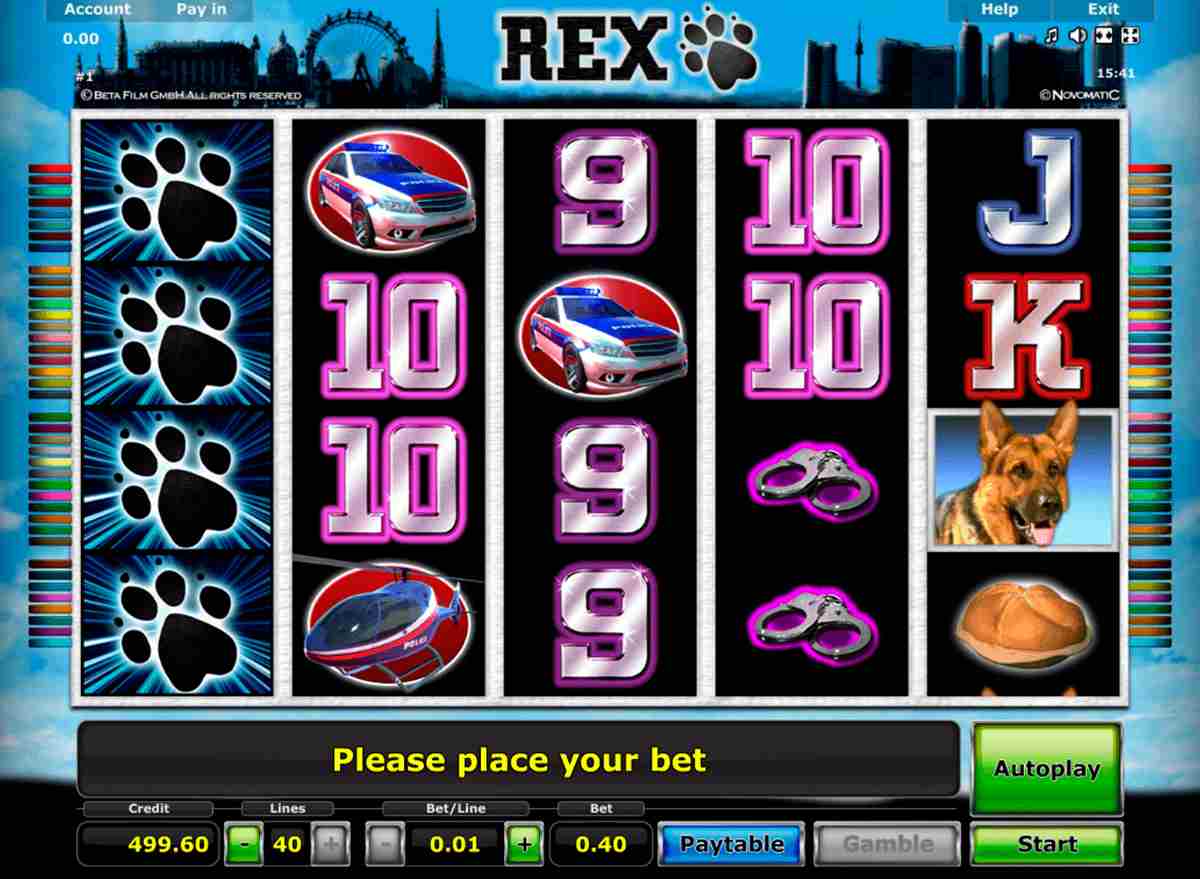 Account Pay in Help Exit
0.00
REX
#1
15:41
©BETA FILM GMBH.ALL RIGHTS RESERVED
©NOVOMATIC
9 10 J
10 10 K
10 9
POLIZEI
9
Please place your bet
Autoplay
Credit Lines Bet/Line Bet
499.60 - 40 + - 0.01 + 0.40 Paytable Gamble Start